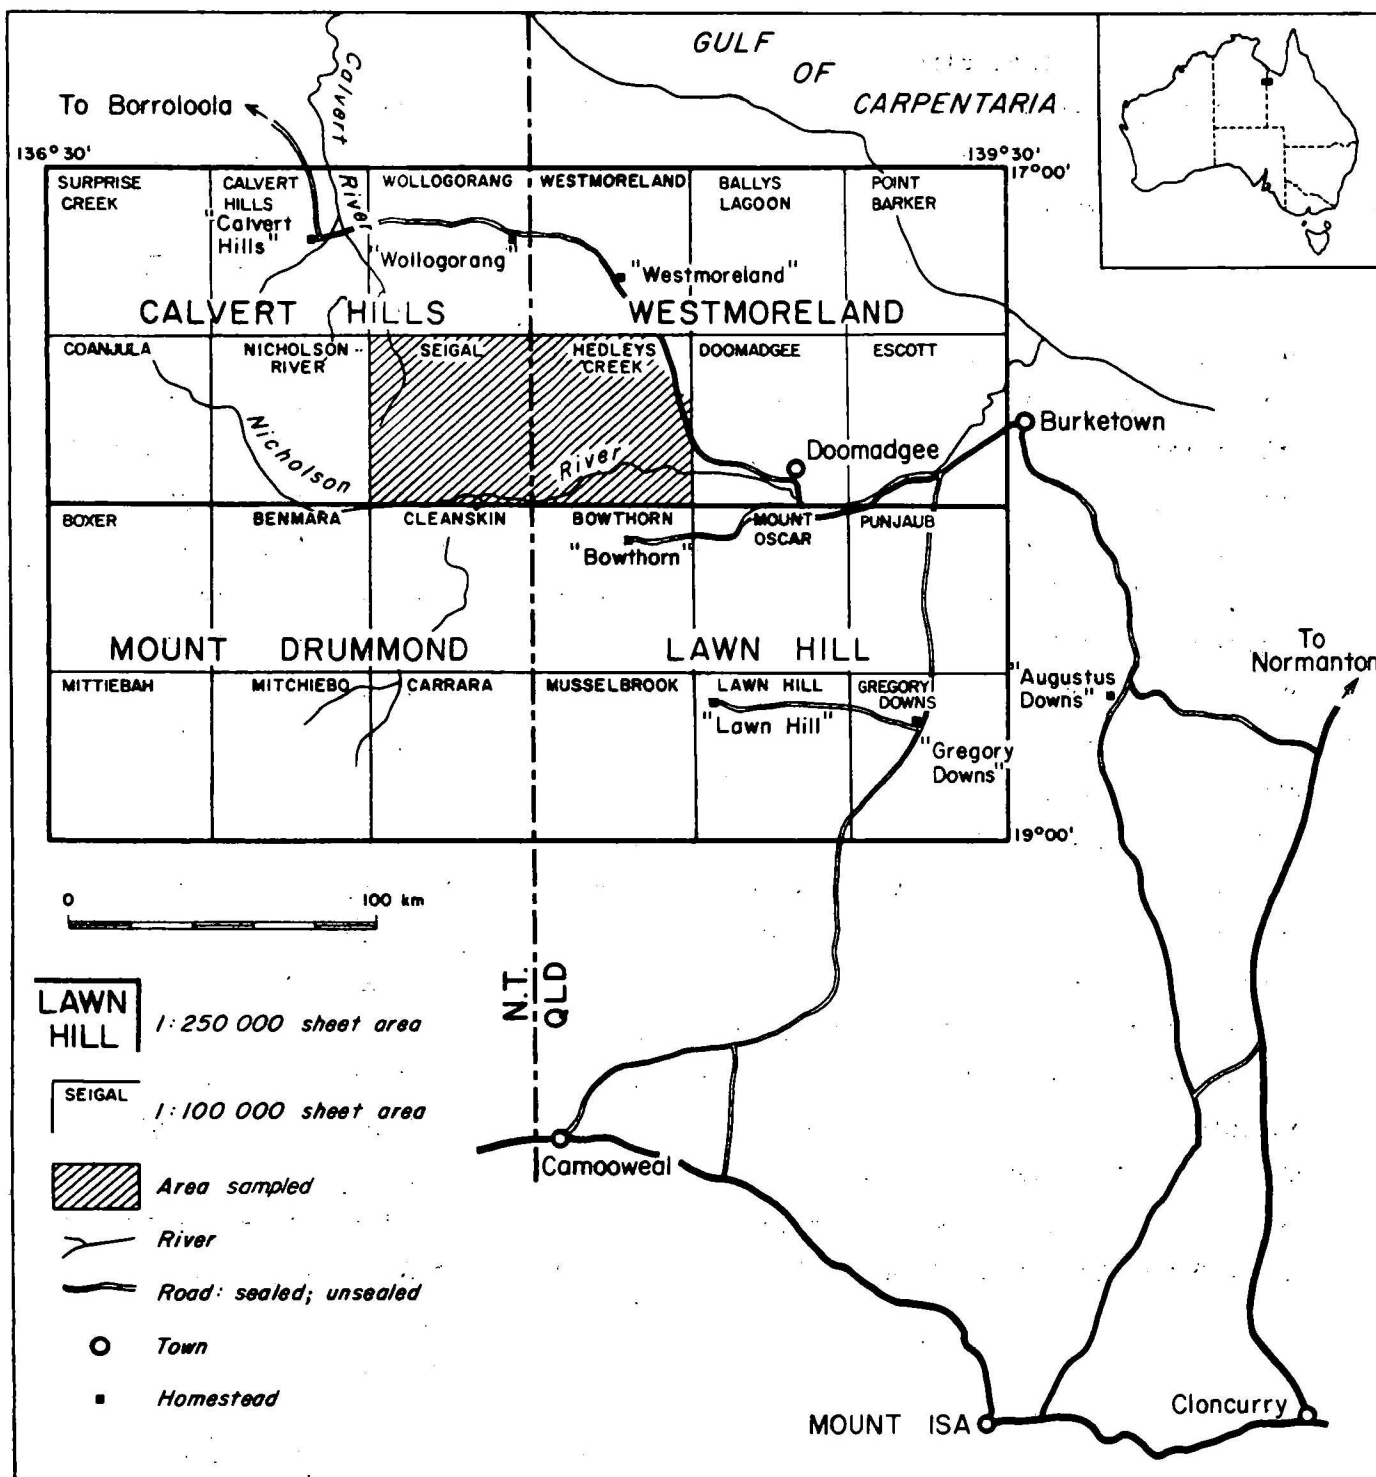 GULF
OF
CARPENTARIA
Calvert
River
To Borroloola
136°30'
139°30'
17°00'
SURPRISE
CREEK
CALVERT
HILLS
WOLLOGORANG
WESTMORELAND
BALLYS
LAGOON
POINT
BARKER
"Calvert
Hills"
"Wollogorang"
"Westmoreland"
CALVERT HILLS
WESTMORELAND
COANJULA
NICHOLSON
RIVER
SEIGAL
HEDLEYS
CREEK
DOOMADGEE
ESCOTT
Nicholson
River
Doomadgee
Burketown
BOXER
BENMARA
CLEANSKIN
BOWTHORN
MOUNT
OSCAR
PUNJAUB
"Bowthorn"
MOUNT DRUMMOND
LAWN HILL
To
Normanton
MITTIEBAH
MITCHIEBO
CARRARA
MUSSELBROOK
LAWN HILL
GREGORY
DOWNS
"Augustus
Downs"
"Lawn Hill"
"Gregory
Downs"
19°00'
0 100 km
N.T.
QLD
LAWN
HILL
1:250 000 sheet area
SEIGAL
1:100 000 sheet area
Area sampled
River
Road: sealed; unsealed
Town
Homestead
Camooweal
MOUNT ISA
Cloncurry